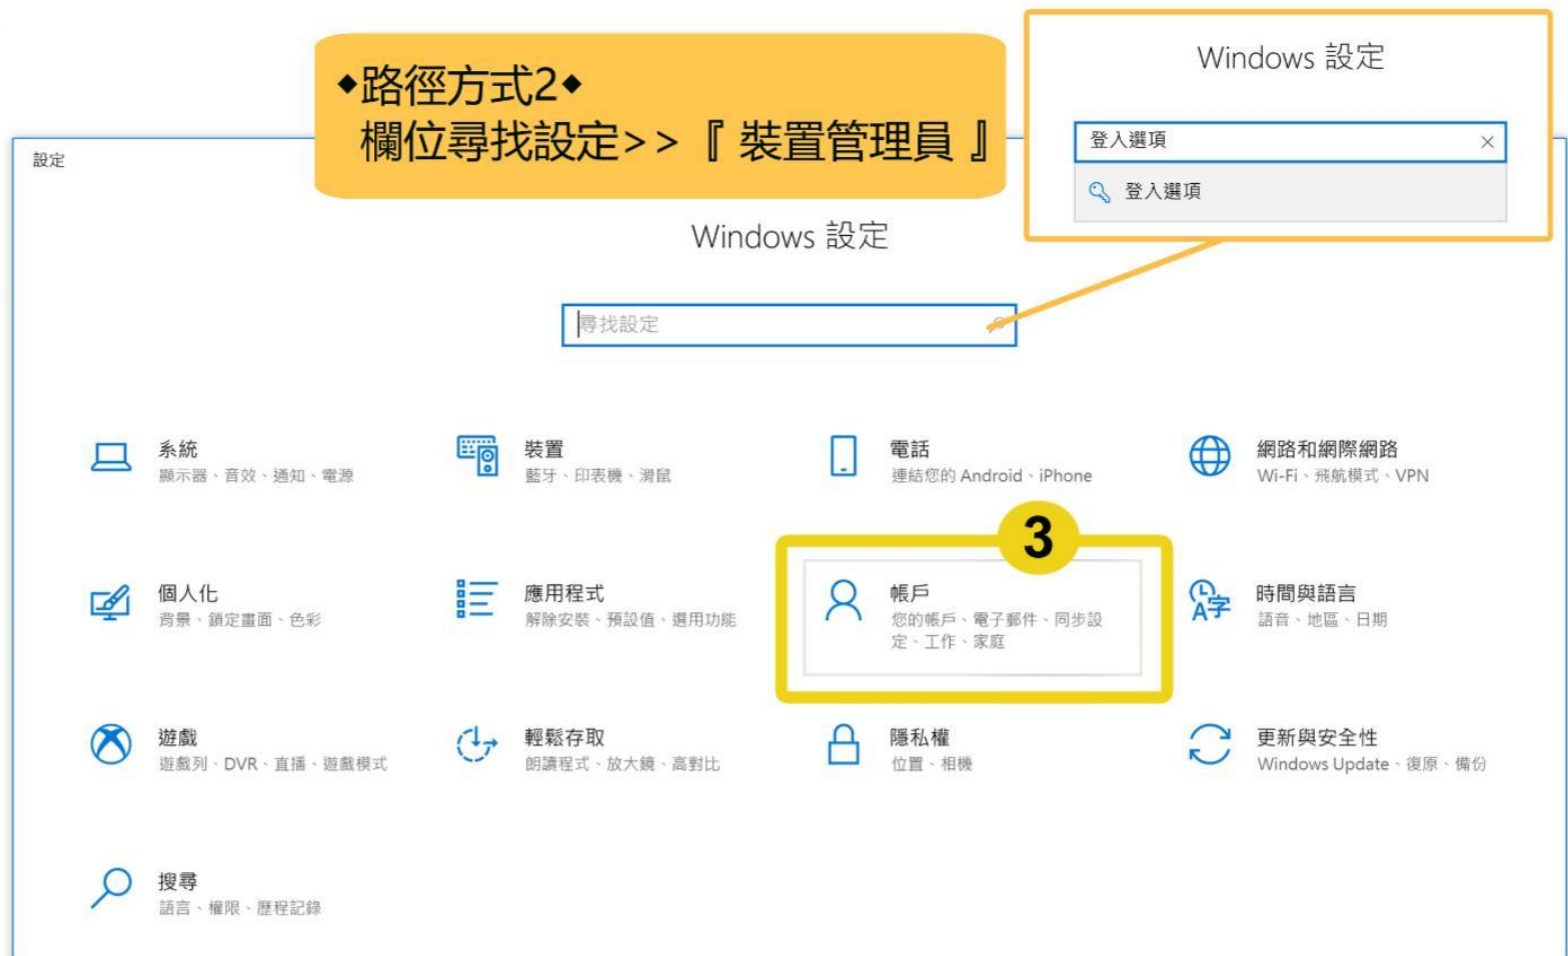 ◆路徑方式2◆
欄位尋找設定>>『裝置管理員』
Windows 設定
登入選項
登入選項
設定
Windows 設定
尋找設定
系統
顯示器、音效、通知、電源
裝置
藍牙、印表機、滑鼠
電話
連結您的 Android、iPhone
網路和網際網路
Wi-Fi、飛航模式、VPN
個人化
背景、鎖定畫面、色彩
應用程式
解除安裝、預設值、選用功能
3
帳戶
您的帳戶、電子郵件、同步設
定、工作、家庭
時間與語言
語音、地區、日期
遊戲
遊戲列、DVR、直播、遊戲模式
輕鬆存取
朗讀程式、放大鏡、高對比
隱私權
位置、相機
更新與安全性
Windows Update、復原、備份
搜尋
語言、權限、歷程記錄